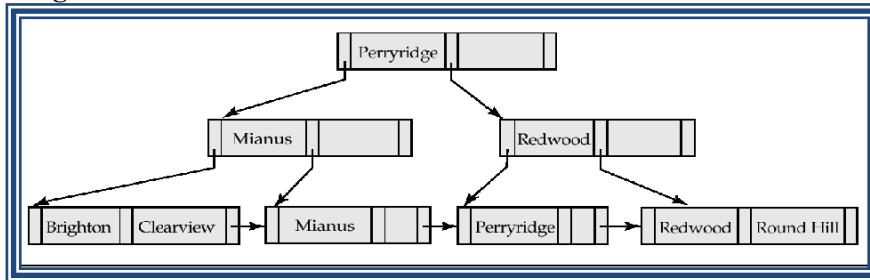 Perryridge
Mianus Redwood
Brighton Clearview Mianus Perryridge Redwood Round Hill